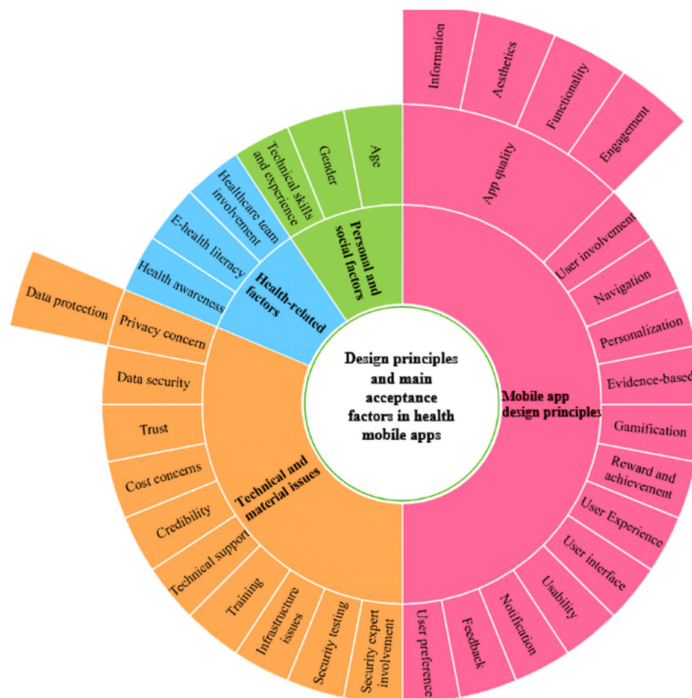 Design principles
and main
acceptance
factors in health
mobile apps
Mobile app
design principles
App quality
Information
Aesthetics
Functionality
Engagement
User involvement
Navigation
Personalization
Evidence-based
Gamification
Reward and
achievement
User Experience
User interface
Usability
Notification
Feedback
User preference
Technical and
material issues
Security expert
involvement
Security testing
Infrastructure
issues
Training
Technical support
Credibility
Cost concerns
Trust
Data security
Privacy concern
Data protection
Health-related
factors
Health awareness
E-health literacy
Healthcare team
involvement
Personal and
social factors
Technical skills
and experience
Gender
Age